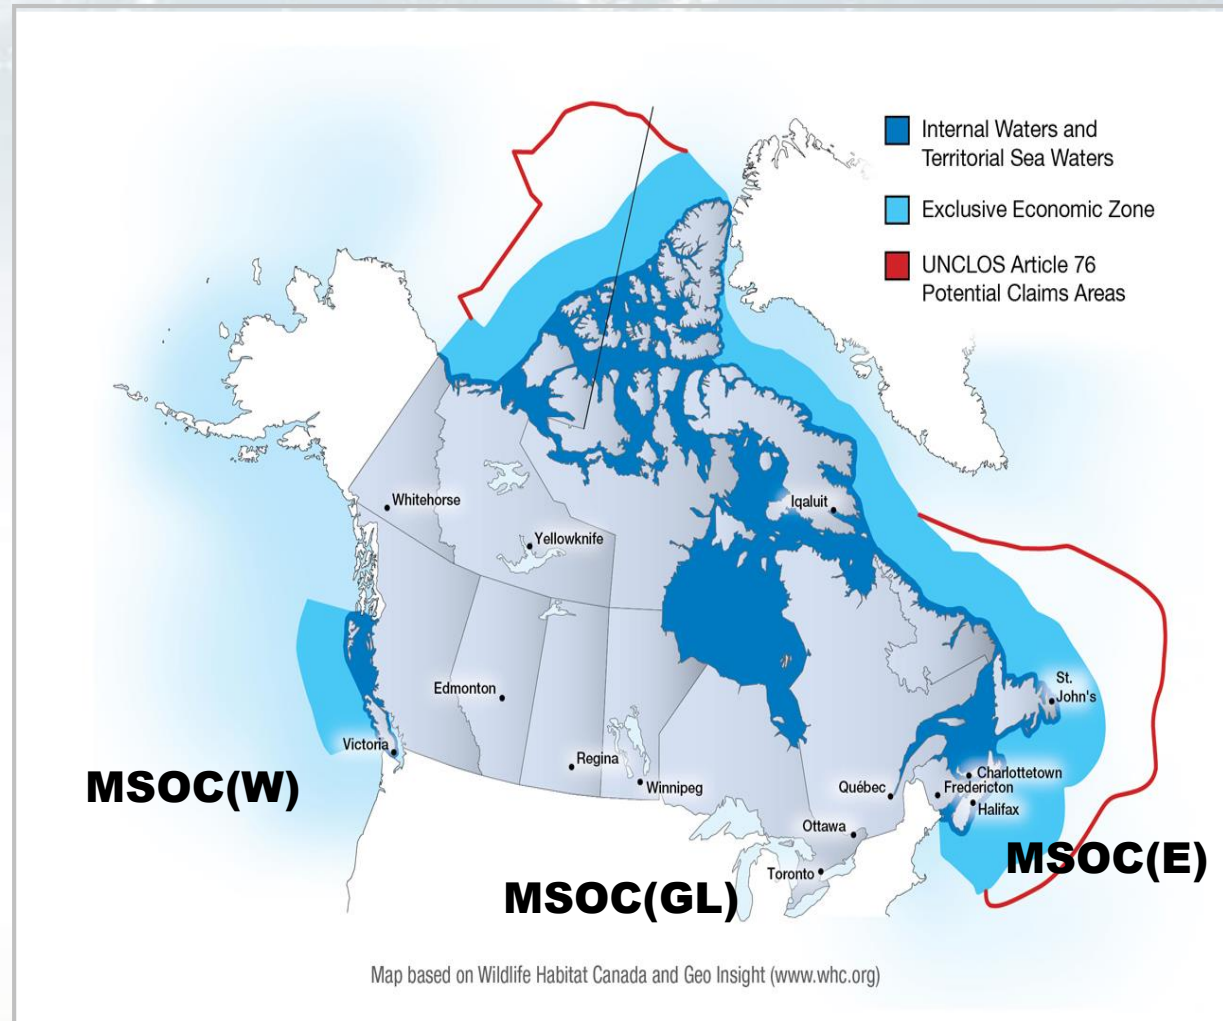 Internal Waters and
Territorial Sea Waters
Exclusive Economic Zone
UNCLOS Article 76
Potential Claims Areas
Whitehorse
Iqaluit
Yellowknife
Edmonton
St.
John's
Victoria
Regina
Winnipeg
Québec
Charlottetown
Fredericton
Halifax
Ottawa
Toronto
MSOC(W)
MSOC(E)
MSOC(GL)
Map based on Wildlife Habitat Canada and Geo Insight (www.whc.org)